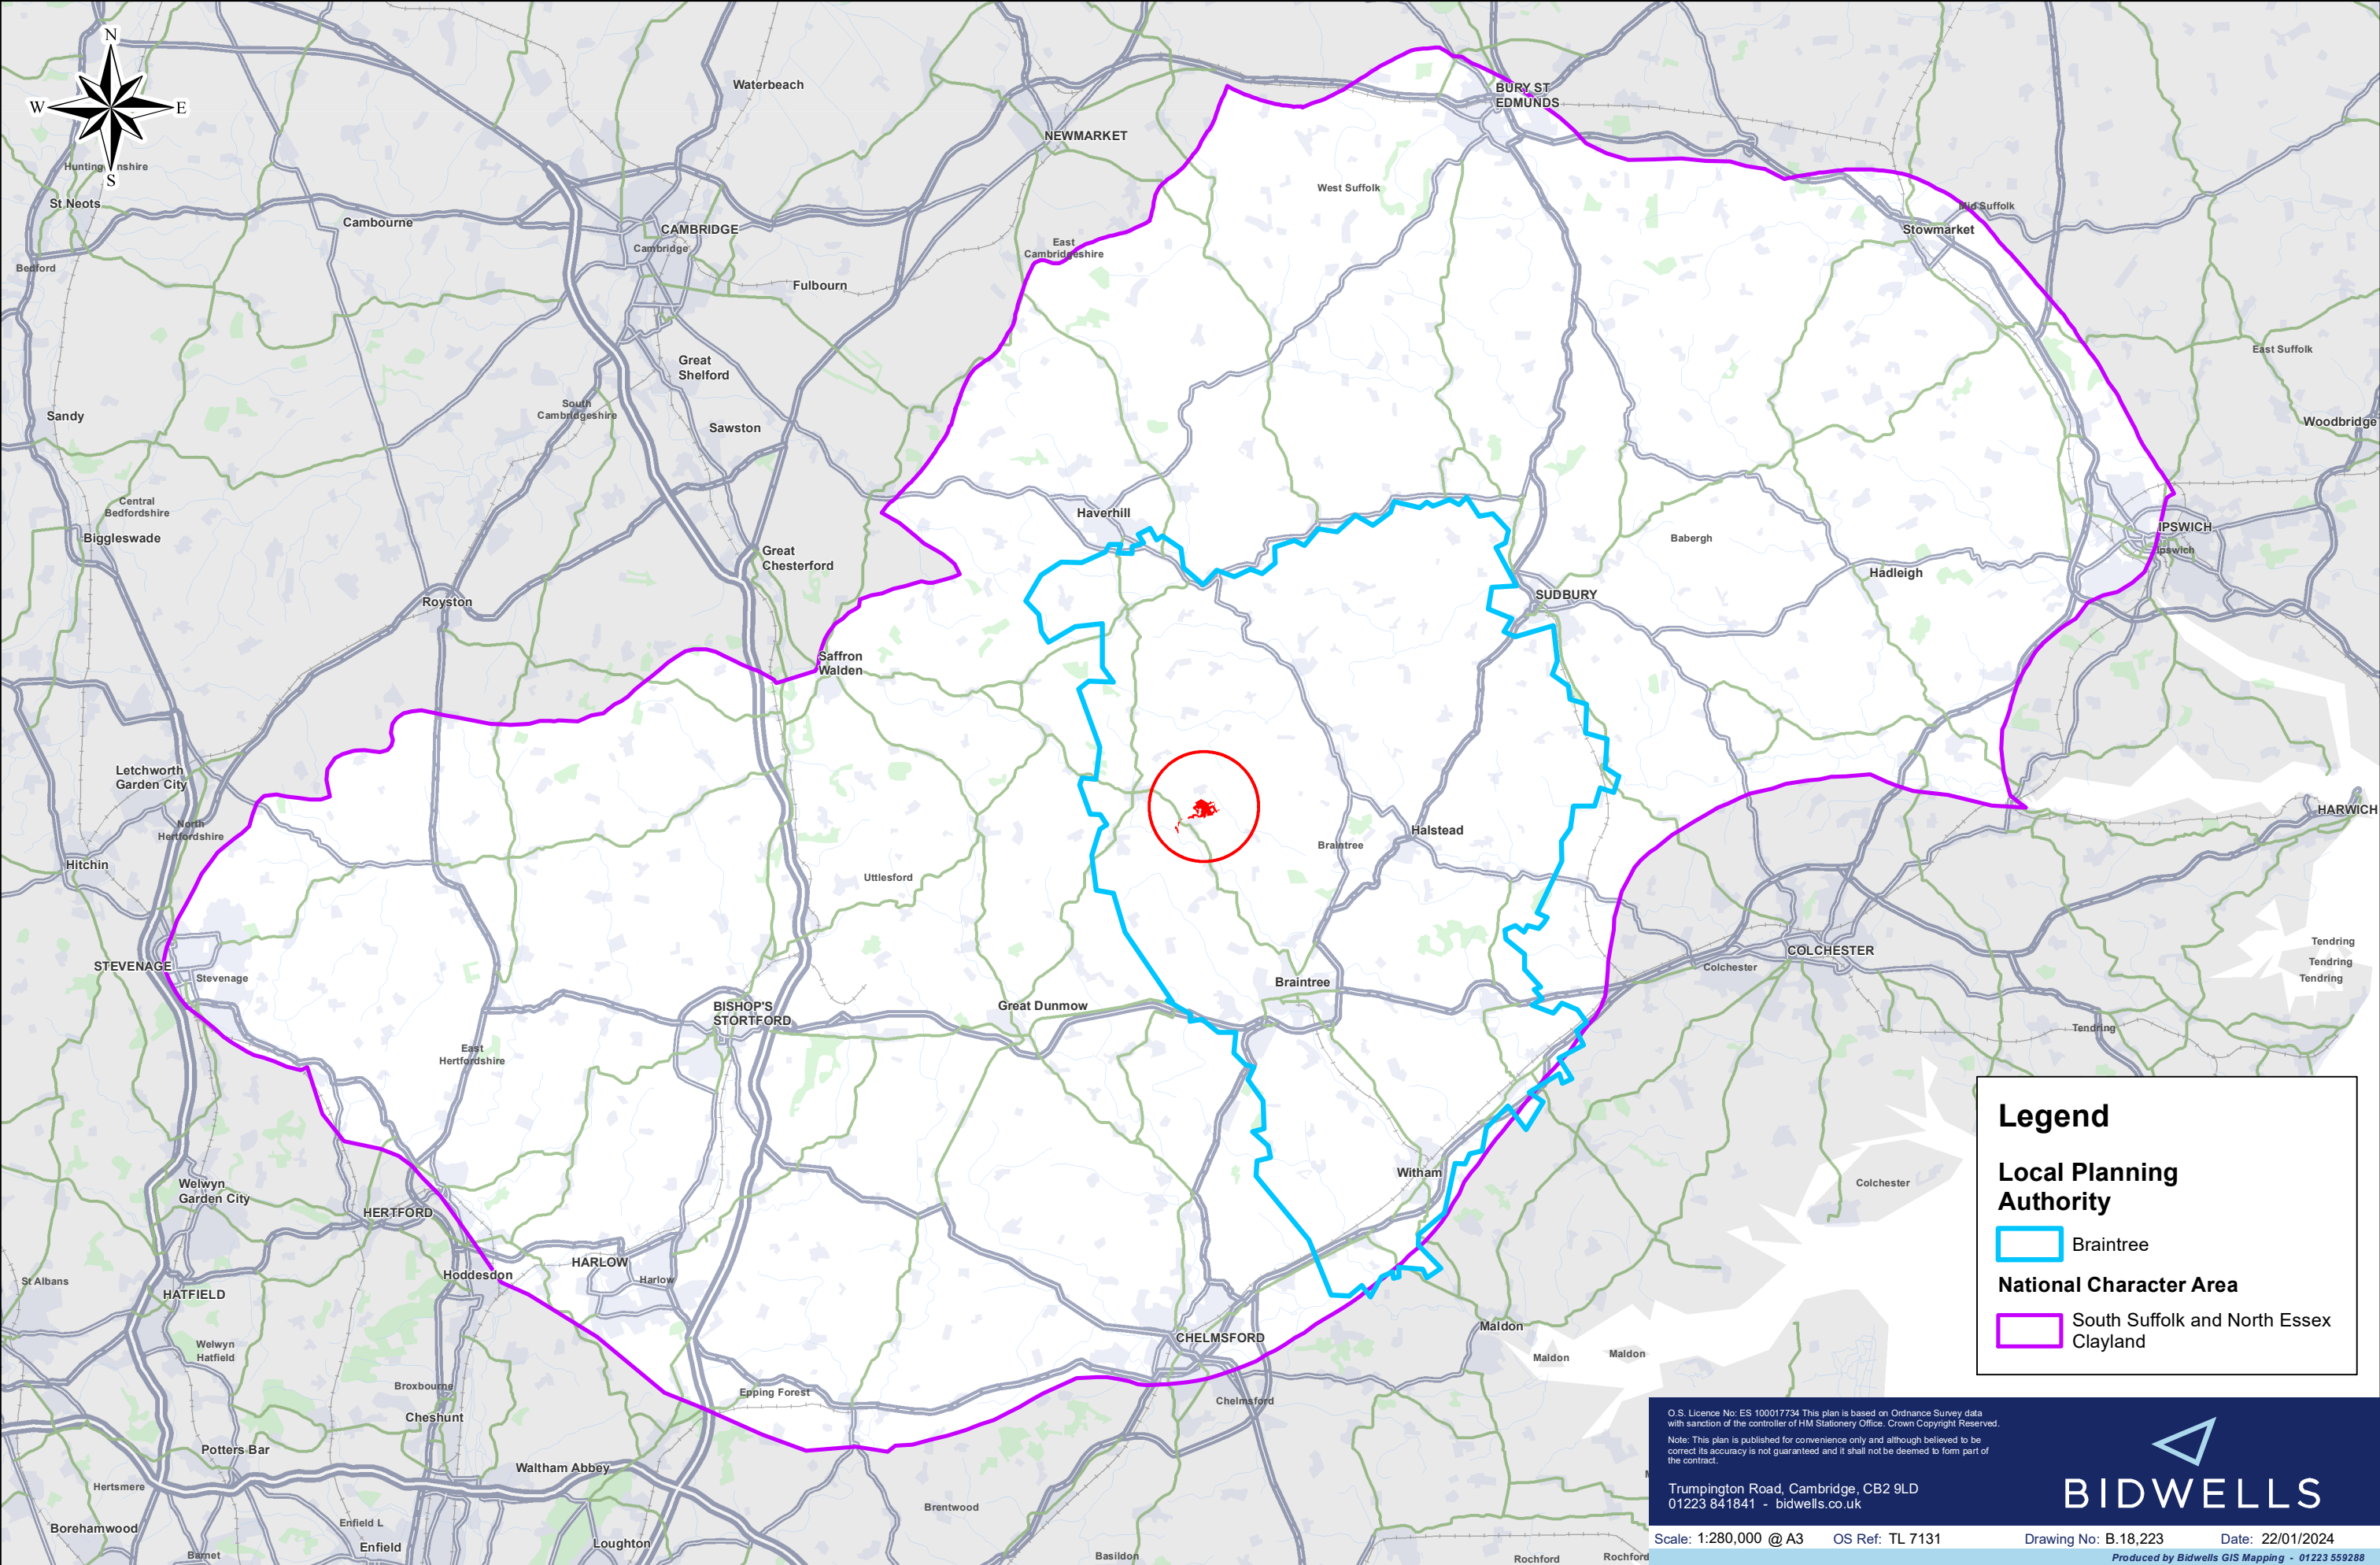 N
W
E
S
Waterbeach
BURY ST
EDMUNDS
NEWMARKET
St Neots
Cambourne
West Suffolk
Mid Suffolk
CAMBRIDGE
Cambridge
Stowmarket
East
Cambridgeshire
Bedford
Fulbourn
East Suffolk
Great
Shelford
South
Cambridgeshire
Sandy
Sawston
Woodbridge
Central
Bedfordshire
Biggleswade
Haverhill
IPSWICH
Ipswich
Babergh
Great
Chesterford
Hadleigh
Royston
SUDBURY
Saffron
Walden
Letchworth
Garden City
HARWICH
North
Hertfordshire
Halstead
Braintree
Hitchin
Uttlesford
STEVENAGE
Stevenage
COLCHESTER
Colchester
Tendring
Tendring
Tendring
Braintree
BISHOP'S
STORTFORD
Great Dunmow
Tendring
East
Hertfordshire
Welwyn
Garden City
Witham
Colchester
HERTFORD
HARLOW
Harlow
Hoddesdon
St Albans
HATFIELD
Welwyn
Hatfield
CHELMSFORD
Maldon
Maldon
Maldon
Broxbourne
Epping Forest
Chelmsford
Cheshunt
Potters Bar
Waltham Abbey
Hertsmere
Brentwood
Borehamwood
Enfield L
Enfield
Loughton
Barnet
Basildon
Rochford
Rochford
Legend
Local Planning
Authority
Braintree
National Character Area
South Suffolk and North Essex
Clayland
O.S. Licence No: ES 100017734 This plan is based on Ordnance Survey data
with sanction of the controller of HM Stationery Office. Crown Copyright Reserved.
Note: This plan is published for convenience only and although believed to be
correct its accuracy is not guaranteed and it shall not be deemed to form part of
the contract.
Trumpington Road, Cambridge, CB2 9LD
01223 841841 - bidwells.co.uk
BIDWELLS
Scale: 1:280,000 @ A3 OS Ref: TL 7131 Drawing No: B.18,223 Date: 22/01/2024
Produced by Bidwells GIS Mapping - 01223 559288